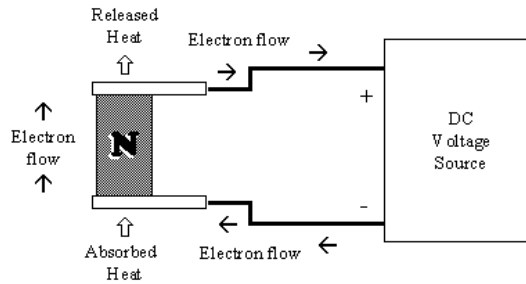 Released
Heat
Electron flow
+
Electron
flow
N
DC
Voltage
Source
-
Absorbed
Heat
Electron flow